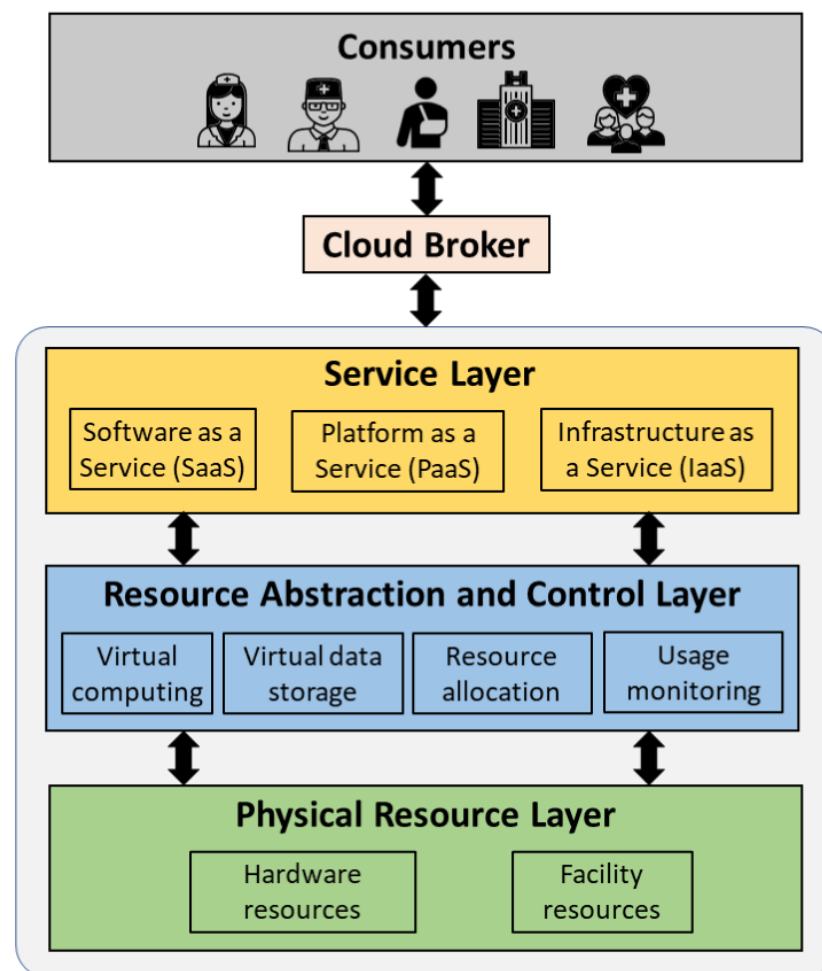 Consumers
Cloud Broker
Service Layer
Software as a
Service (SaaS)
Platform as a
Service (PaaS)
Infrastructure as
a Service (IaaS)
Resource Abstraction and Control Layer
Virtual
computing
Virtual data
storage
Resource
allocation
Usage
monitoring
Physical Resource Layer
Hardware
resources
Facility
resources